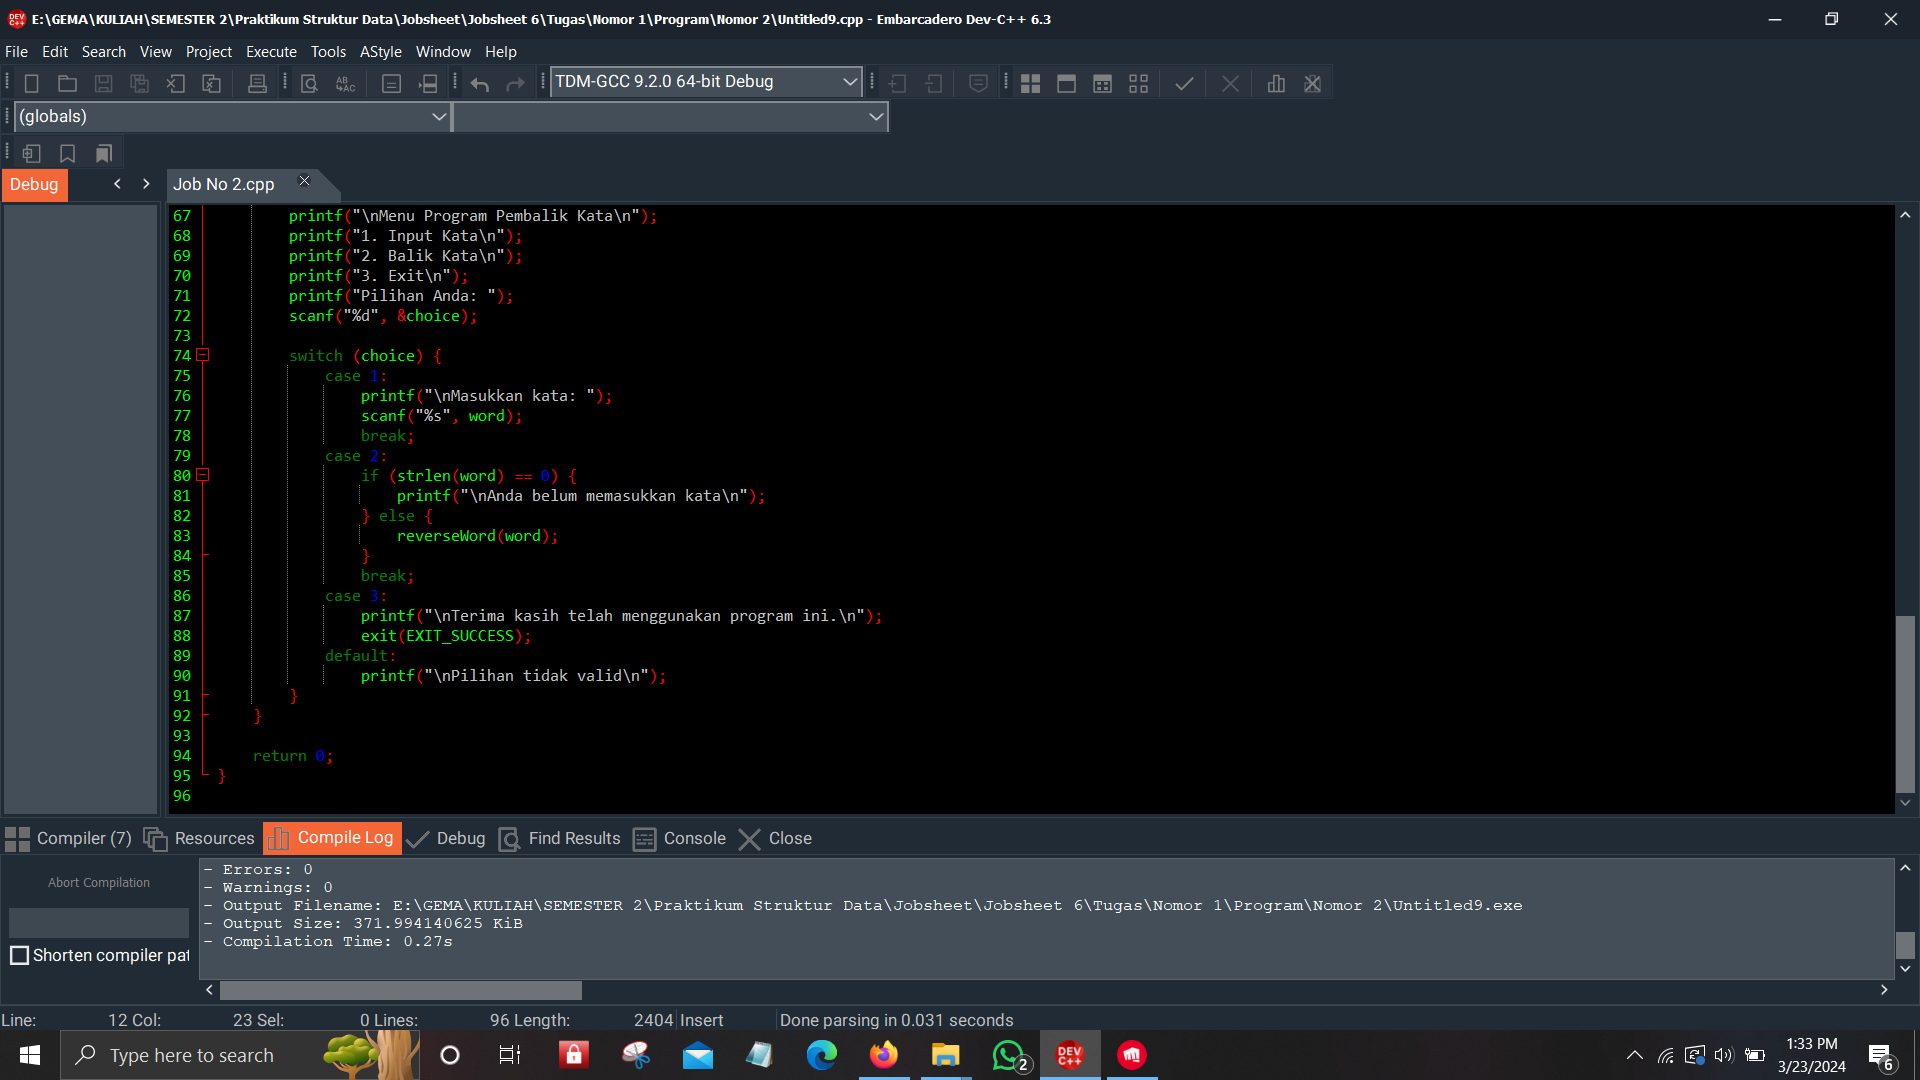 E:\GEMA\KULIAH\SEMESTER 2\Praktikum Struktur Data\Jobsheet\Jobsheet 6\Tugas\Nomor 1\Program\Nomor 2\Untitled9.cpp - Embarcadero Dev-C++ 6.3
File Edit Search View Project Execute Tools AStyle Window Help
TDM-GCC 9.2.0 64-bit Debug
(globals)
Debug
Job No 2.cpp
67 printf("\nMenu Program Pembalik Kata\n");
68 printf("1. Input Kata\n");
69 printf("2. Balik Kata\n");
70 printf("3. Exit\n");
71 printf("Pilihan Anda: ");
72 scanf("%d", &choice);
73
74 switch (choice) {
75 case 1:
76 printf("\nMasukkan kata: ");
77 scanf("%s", word);
78 break;
79 case 2:
80 if (strlen(word) == 0) {
81 printf("\nAnda belum memasukkan kata\n");
82 } else {
83 reverseWord(word);
84 }
85 break;
86 case 3:
87 printf("\nTerima kasih telah menggunakan program ini.\n");
88 exit(EXIT_SUCCESS);
89 default:
90 printf("\nPilihan tidak valid\n");
91 }
92 }
93
94 return 0;
95 }
96
Compiler (7) Resources Compile Log Debug Find Results Console Close
Abort Compilation
Shorten compiler pat
- Errors: 0
- Warnings: 0
- Output Filename: E:\GEMA\KULIAH\SEMESTER 2\Praktikum Struktur Data\Jobsheet\Jobsheet 6\Tugas\Nomor 1\Program\Nomor 2\Untitled9.exe
- Output Size: 371.994140625 KiB
- Compilation Time: 0.27s
Line: 12 Col: 23 Sel: 0 Lines: 96 Length: 2404 Insert Done parsing in 0.031 seconds
Type here to search
2
DEV C++
1:33 PM
3/23/2024
6